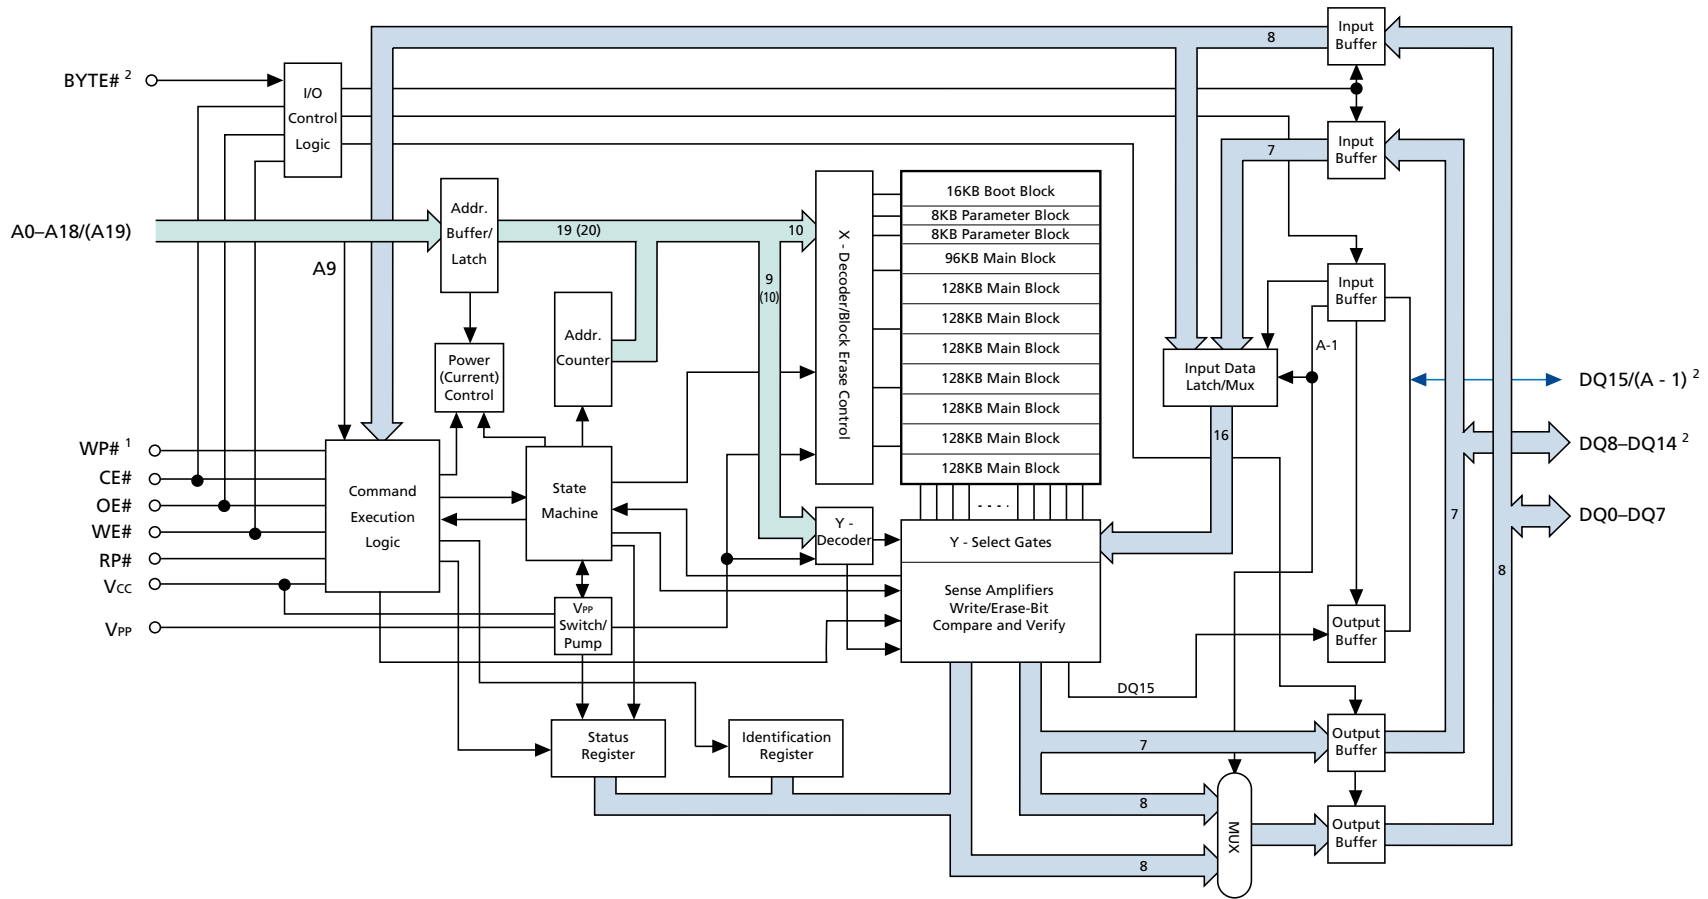 8
Input
Buffer
BYTE# 2
I/O
Control
Logic
7
Input
Buffer
A0–A18/(A19)
Addr.
Buffer/
Latch
19 (20)
10
A9
9
(10)
X - Decoder/Block Erase Control
16KB Boot Block
8KB Parameter Block
8KB Parameter Block
96KB Main Block
128KB Main Block
128KB Main Block
128KB Main Block
128KB Main Block
128KB Main Block
128KB Main Block
128KB Main Block
Input
Buffer
A-1
Addr.
Counter
Power
(Current)
Control
Input Data
Latch/Mux
16
DQ15/(A - 1) 2
DQ8–DQ14 2
DQ0–DQ7
7
8
WP# 1
CE#
OE#
WE#
RP#
VCC
VPP
Command
Execution
Logic
State
Machine
Y -
Decoder
Y - Select Gates
Sense Amplifiers
Write/Erase-Bit
Compare and Verify
VPP
Switch/
Pump
Output
Buffer
DQ15
Status
Register
Identification
Register
7
Output
Buffer
8
MUX
Output
Buffer
8